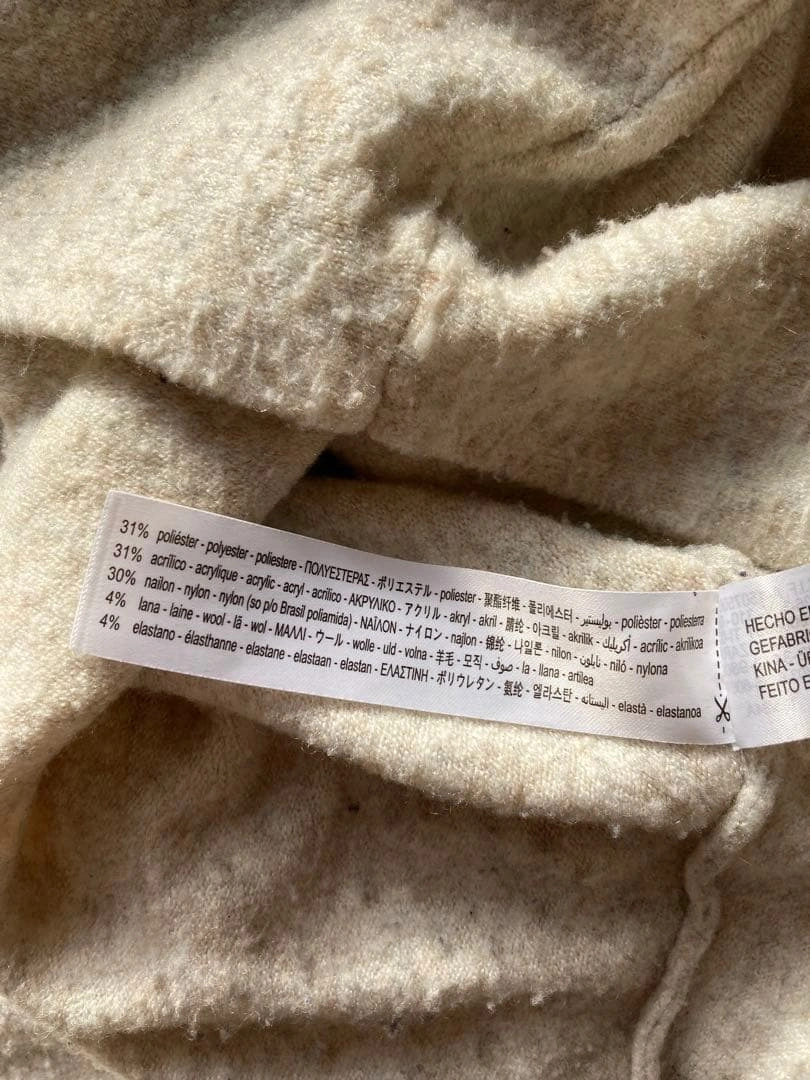 31% poliéster - polyester - poliestere - ΠΟΛΥΕΣΤΕΡΑΣ - ポリエステル - poliester - 聚酯纤维 - 폴리에스터 - بوليستير - polièster - poliesterra
31% acrílico - acrylique - acrylic - acryl - acrilico - ΑΚΡΥΛΙΚΟ - アクリル - akryl - akril - 腈纶 - 아크릴 - akrilik - أكريليك - acrílic - akrilikoa
30% nailon - nylon - nylon (so p/o Brasil poliamida) - ΝΑΪΛΟΝ - ナイロン - najlon - 锦纶 - 나일론 - nilon - نايلون - niló - nylona
4% lana - laine - wool - lã - wol - ΜΑΛΛΙ - ウール - wolle - uld - volna - 羊毛 - 모직 - صوف - la - llana - artilea
4% elastano - élasthanne - elastane - elastaan - elastan - ΕΛΑΣΤΙΝΗ - ポリウレタン - 氨纶 - 엘라스탄 - الیستانه - elastà - elastanoa
HECHO E
GEFABRI
KINA - ÜR
FEITO E